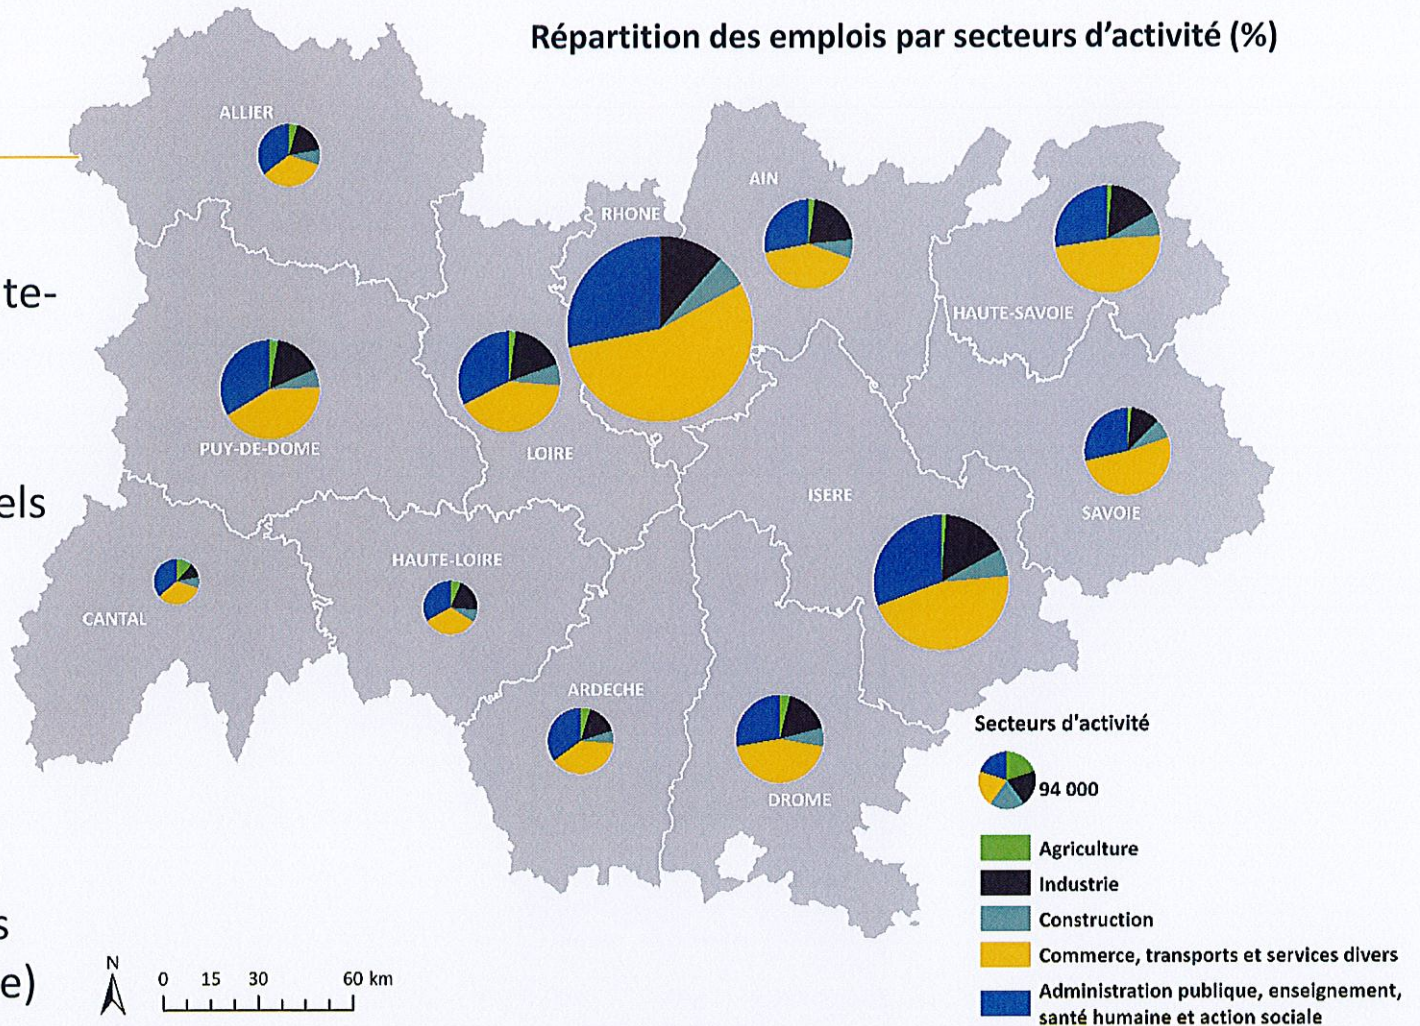 Répartition des emplois par secteurs d'activité (%)
ALLIER
AIN
RHONE
te-
HAUTE-SAVOIE
PUY-DE-DOME
LOIRE
ISERE
els
SAVOIE
HAUTE-LOIRE
CANTAL
ARDECHE
DROME
Secteurs d'activité
94 000
Agriculture
Industrie
Construction
Commerce, transports et services divers
Administration publique, enseignement,
santé humaine et action sociale
s
e)
N
0 15 30 60 km